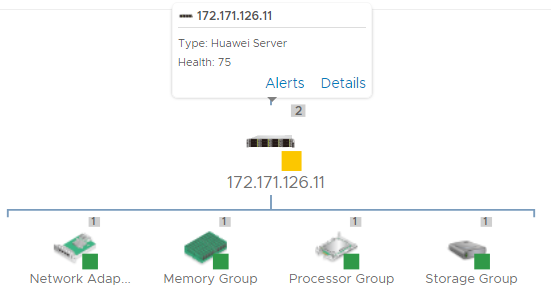 172.171.126.11
Type: Huawei Server
Health: 75
Alerts Details
2
172.171.126.11
1 1 1 1
Network Adap... Memory Group Processor Group Storage Group